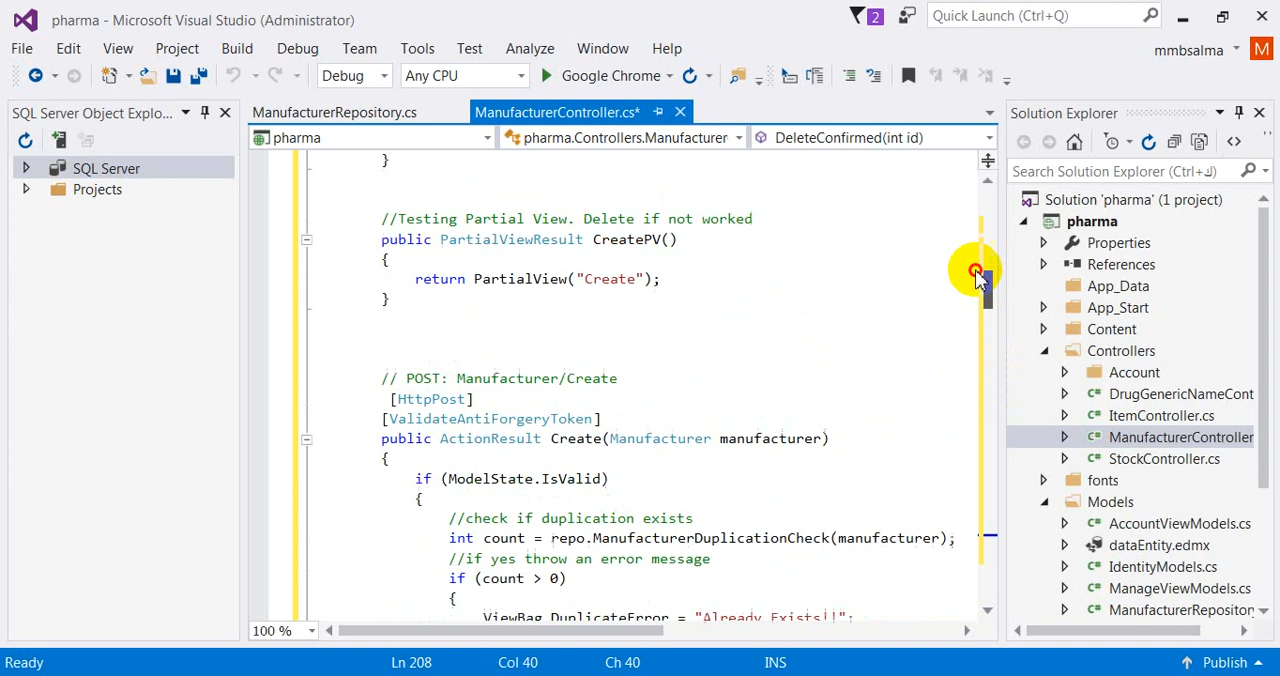 pharma - Microsoft Visual Studio (Administrator)
2
Quick Launch (Ctrl+Q)
File Edit View Project Build Debug Team Tools Test Analyze Window Help
mmbsalma
M
Debug
Any CPU
Google Chrome
SQL Server Object Explo...
SQL Server
Projects
ManufacturerRepository.cs
ManufacturerController.cs*
pharma
pharma.Controllers.Manufacturer
DeleteConfirmed(int id)
}
//Testing Partial View. Delete if not worked
public PartialViewResult CreatePV()
{
return PartialView("Create");
}
// POST: Manufacturer/Create
[HttpPost]
[ValidateAntiForgeryToken]
public ActionResult Create(Manufacturer manufacturer)
{
if (ModelState.IsValid)
{
//check if duplication exists
int count = repo.ManufacturerDuplicationCheck(manufacturer);
//if yes throw an error message
if (count > 0)
{
ViewBag.DuplicateError = "Already Exists!!";
100 %
Solution Explorer
Search Solution Explorer (Ctrl+ك)
Solution 'pharma' (1 project)
pharma
Properties
References
App_Data
App_Start
Content
Controllers
Account
DrugGenericNameCont
ItemController.cs
ManufacturerController
StockController.cs
fonts
Models
AccountViewModels.cs
dataEntity.edmx
IdentityModels.cs
ManageViewModels.cs
ManufacturerRepository
Ready
Ln 208
Col 40
Ch 40
INS
Publish